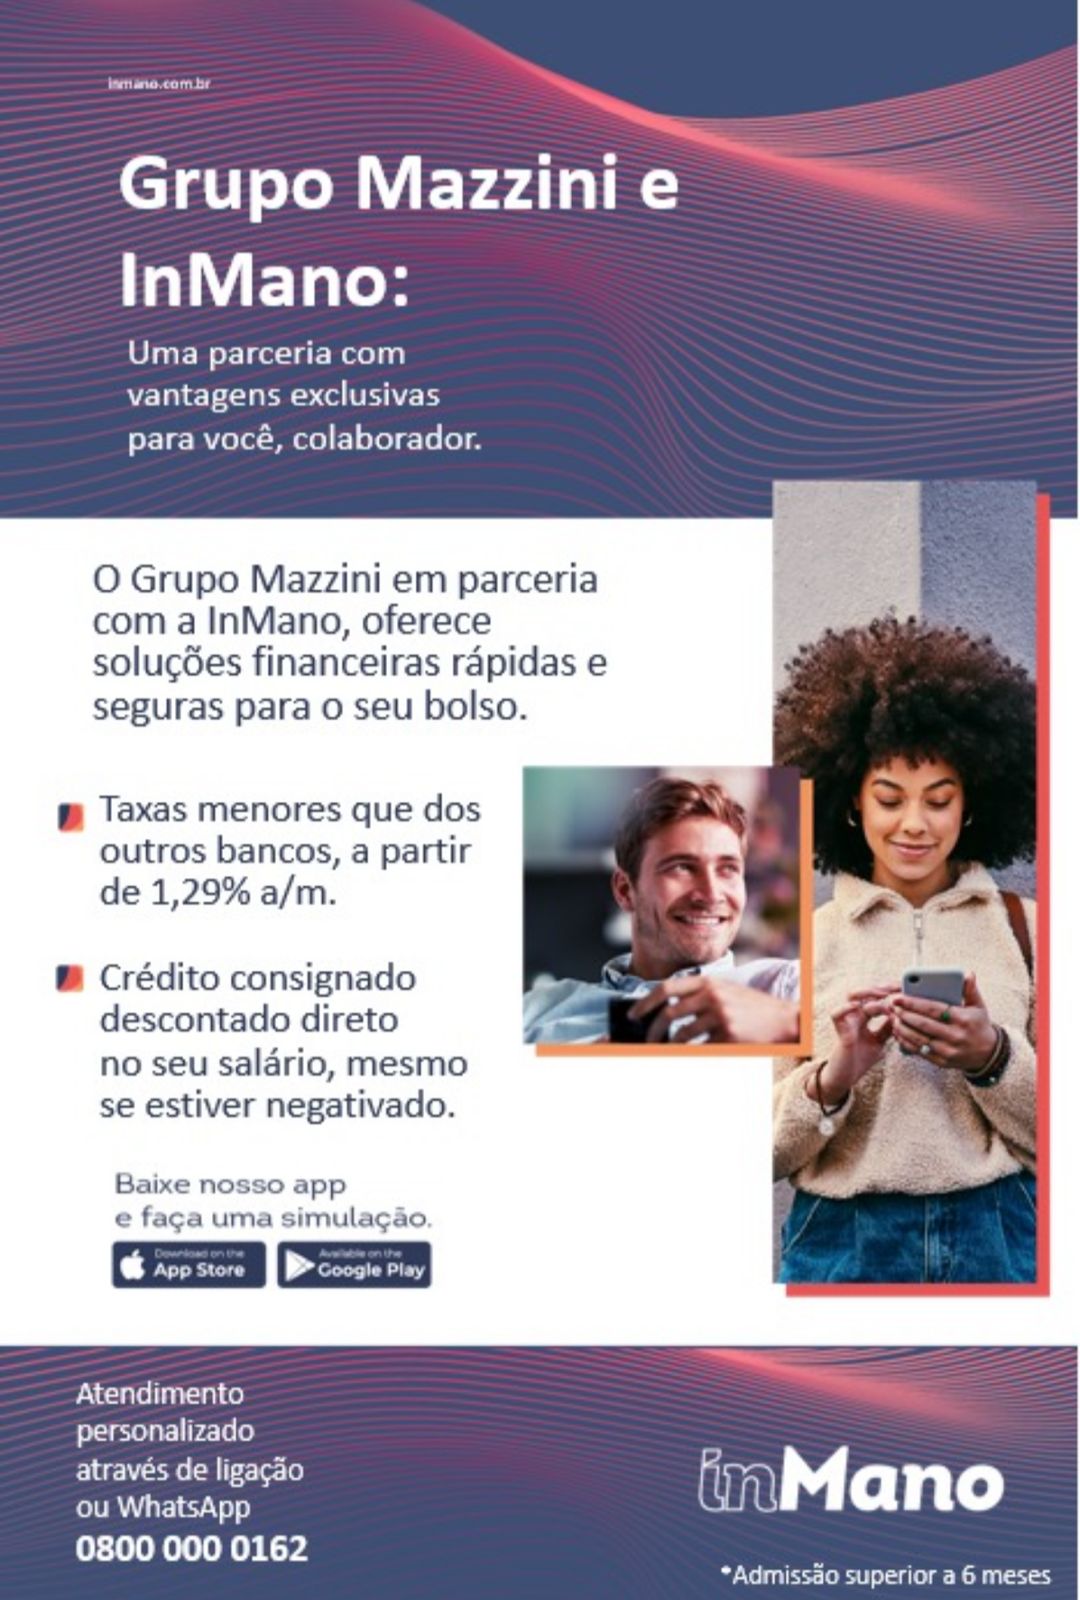 inmano.com.br
Grupo Mazzini e
InMano:
Uma parceria com
vantagens exclusivas
para você, colaborador.
O Grupo Mazzini em parceria
com a InMano, oferece
soluções financeiras rápidas e
seguras para o seu bolso.
Taxas menores que dos
outros bancos, a partir
de 1,29% a/m.
Crédito consignado
descontado direto
no seu salário, mesmo
se estiver negativado.
Baixe nosso app
e faça uma simulação.
Download on the
App Store
Available on the
Google Play
Atendimento
personalizado
através de ligação
ou WhatsApp
0800 000 0162
inMano
*Admissão superior a 6 meses